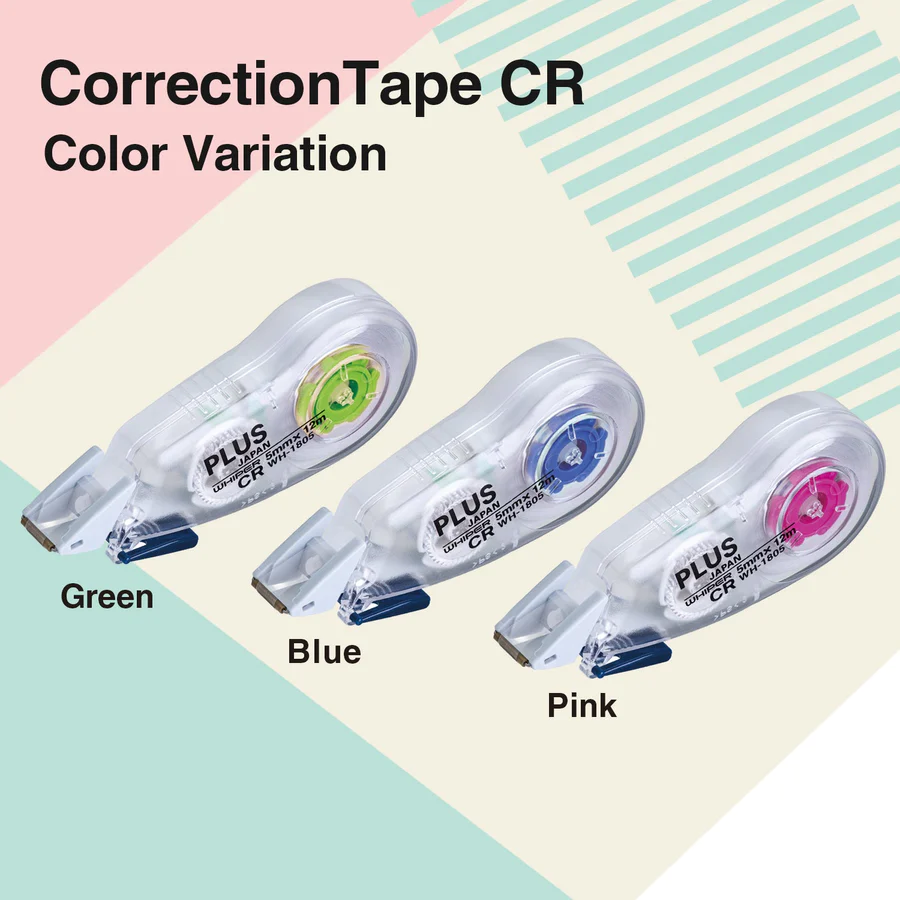 CorrectionTape CR
Color Variation
PLUS
JAPAN
WHIPER 5mm×12m
CR WH-1805
Green
PLUS
JAPAN
WHIPER 5mm×12m
CR WH-1805
Blue
PLUS
JAPAN
WHIPER 5mm×12m
CR WH-1805
Pink